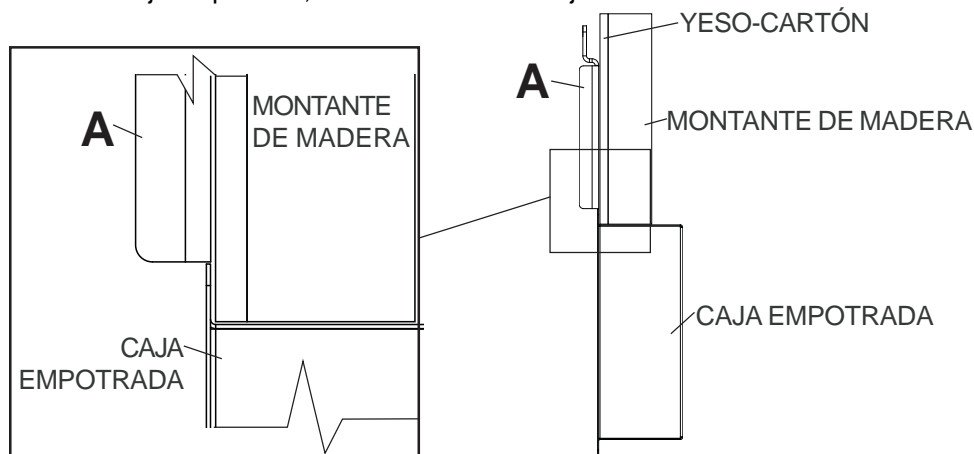 YESO-CARTÓN
A
MONTANTE DE MADERA
CAJA EMPOTRADA
A
MONTANTE
DE MADERA
CAJA
EMPOTRADA